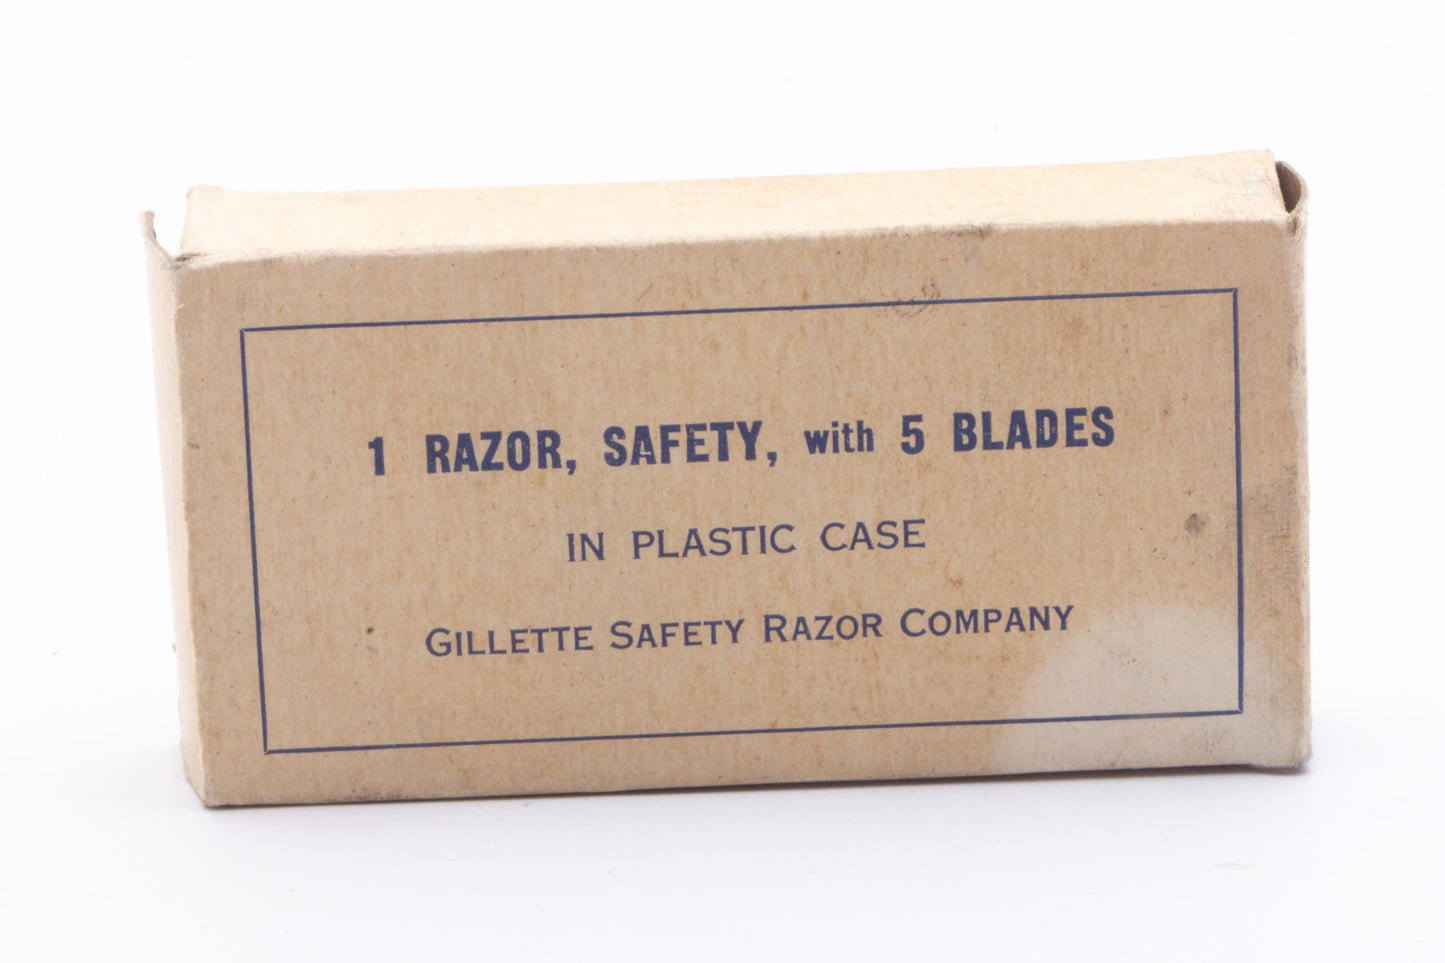 1 RAZOR, SAFETY, with 5 BLADES
IN PLASTIC CASE
GILLETTE SAFETY RAZOR COMPANY